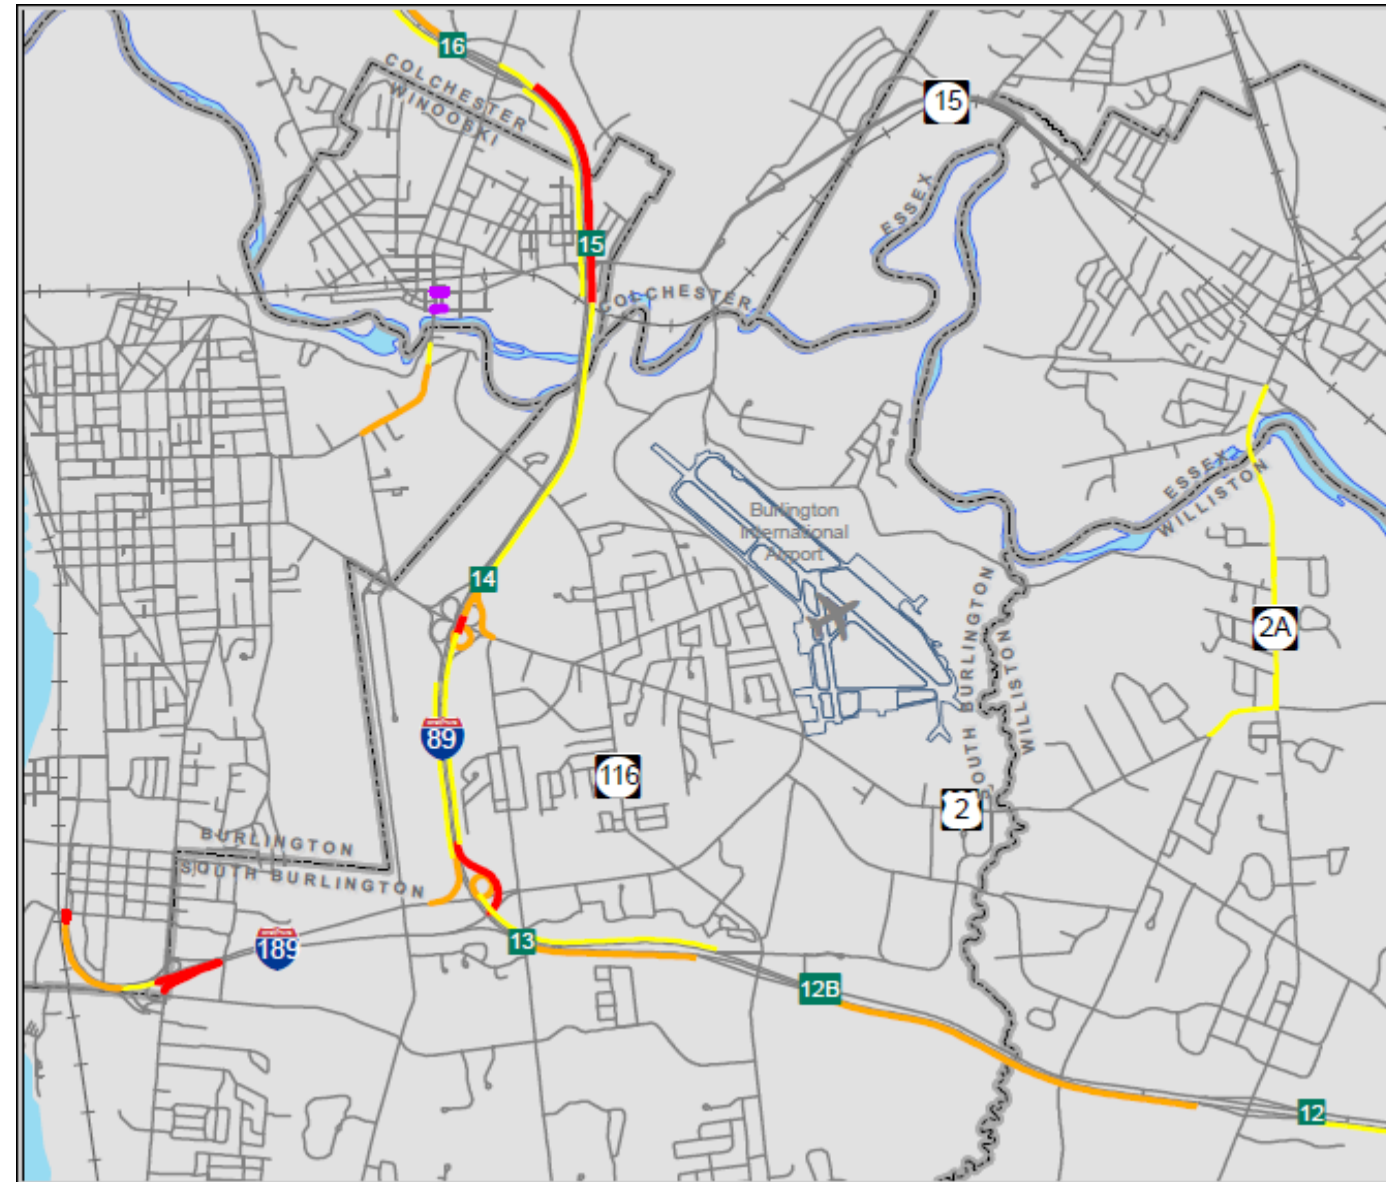 16
COLCHESTER
WINOOSKI
15
ESSEX
15
COLCHESTER
ESSEX
WILLISTON
Burlington
International
Airport
14
SOUTH BURLINGTON
WILLISTON
2A
89
116
2
BURLINGTON
SOUTH BURLINGTON
189
13
12B
12